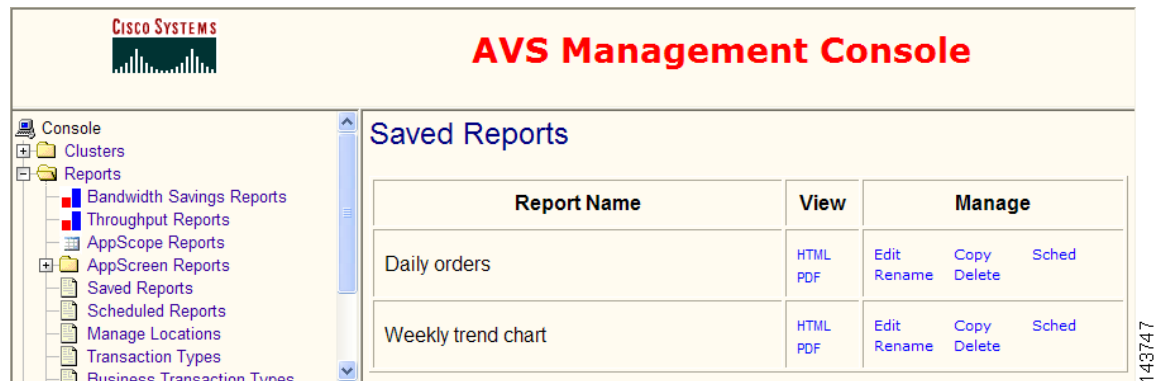 CISCO SYSTEMS
AVS Management Console
Console
Clusters
Reports
Bandwidth Savings Reports
Throughput Reports
AppScope Reports
AppScreen Reports
Saved Reports
Scheduled Reports
Manage Locations
Transaction Types
Business Transaction Types
Saved Reports
Report Name View Manage
Daily orders HTML PDF Edit Copy Sched Rename Delete
Weekly trend chart HTML PDF Edit Copy Sched Rename Delete
143747